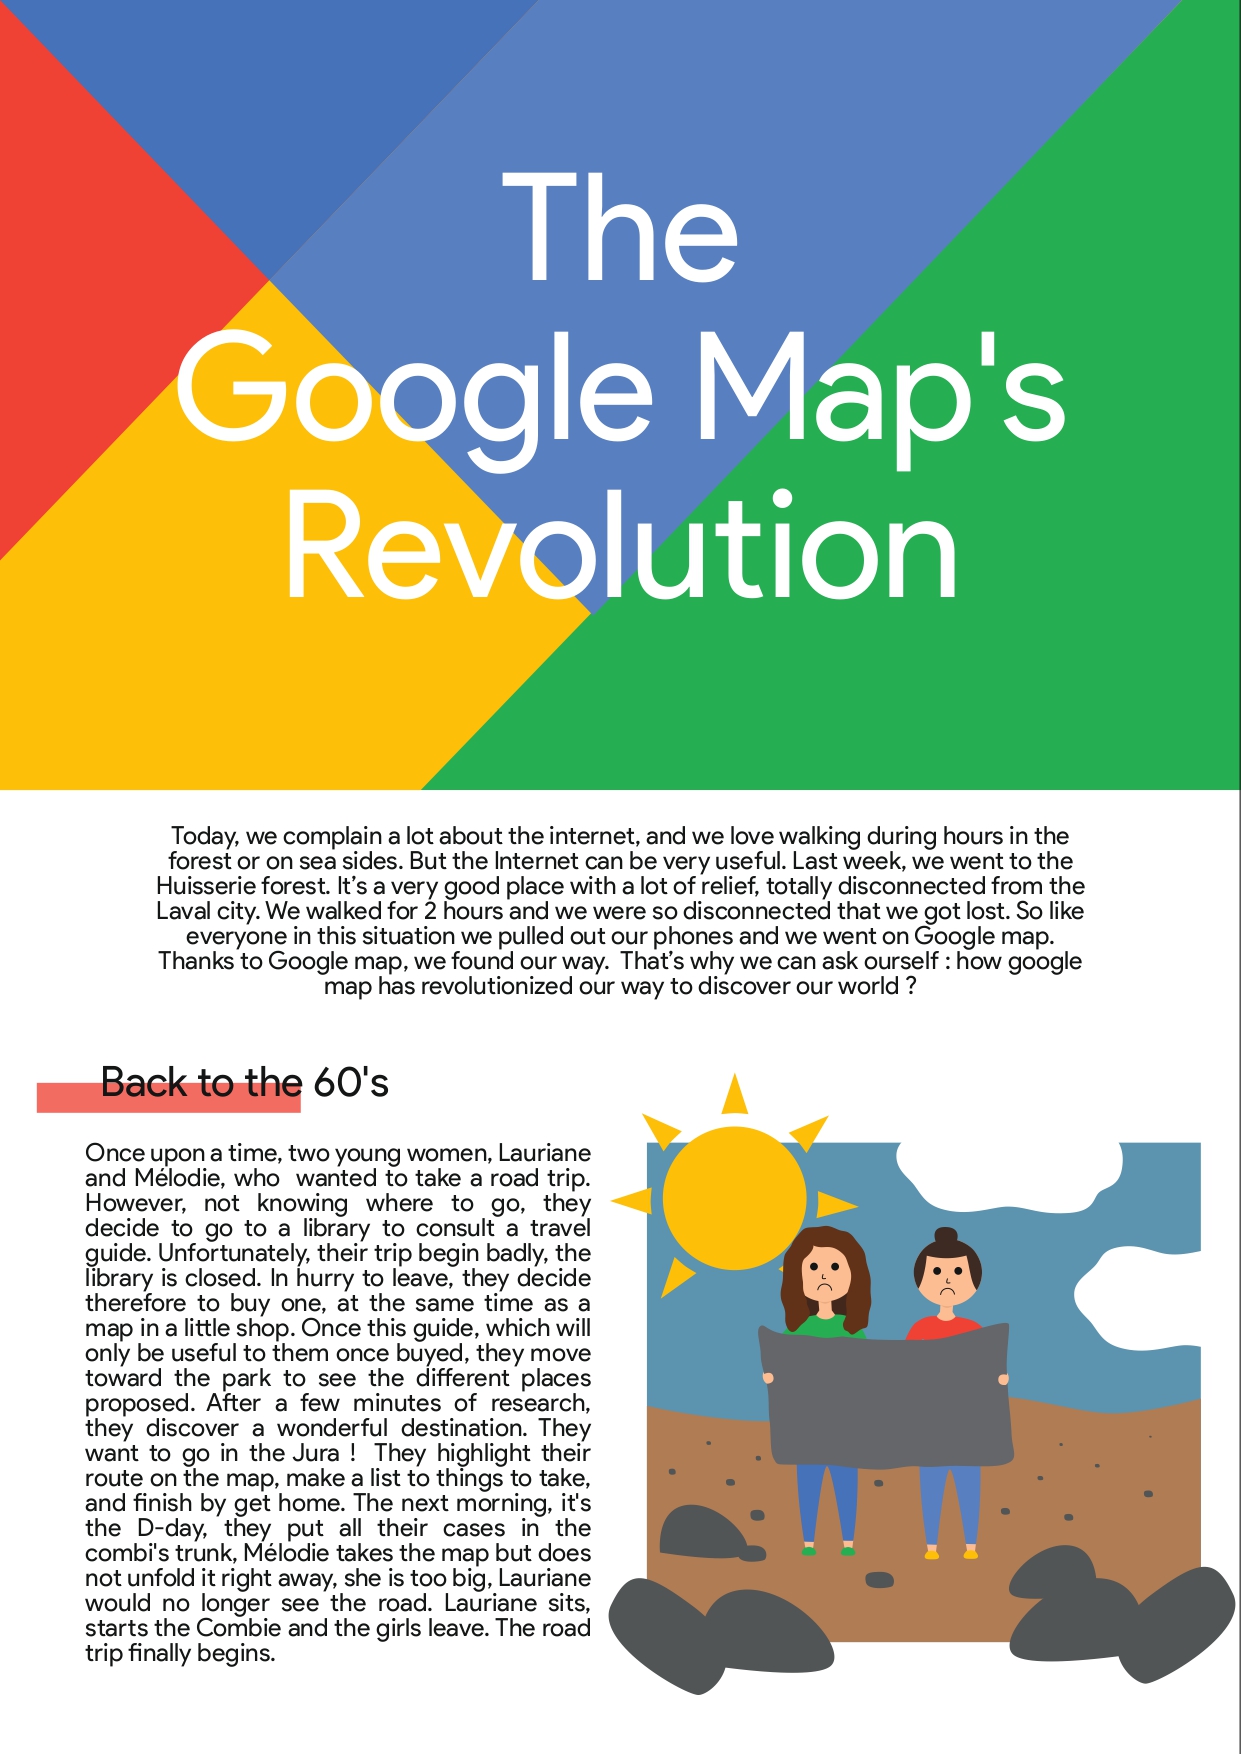 The
Google Map's
Revolution
Today, we complain a lot about the internet, and we love walking during hours in the
forest or on sea sides. But the Internet can be very useful. Last week, we went to the
Huisserie forest. It’s a very good place with a lot of relief, totally disconnected from the
Laval city. We walked for 2 hours and we were so disconnected that we got lost. So like
everyone in this situation we pulled out our phones and we went on Google map.
Thanks to Google map, we found our way.  That’s why we can ask ourself : how google
map has revolutionized our way to discover our world ?
Back to the 60's
Once upon a time, two young women, Lauriane
and Mélodie, who  wanted to take a road trip.
However, not knowing where to go, they
decide to go to a library to consult a travel
guide. Unfortunately, their trip begin badly, the
library is closed. In hurry to leave, they decide
therefore to buy one, at the same time as a
map in a little shop. Once this guide, which will
only be useful to them once buyed, they move
toward the park to see the different places
proposed. After a few minutes of research,
they discover a wonderful destination. They
want to go in the Jura !  They highlight their
route on the map, make a list to things to take,
and finish by get home. The next morning, it's
the D-day, they put all their cases in the
combi's trunk, Mélodie takes the map but does
not unfold it right away, she is too big, Lauriane
would no longer see the road. Lauriane sits,
starts the Combie and the girls leave. The road
trip finally begins.